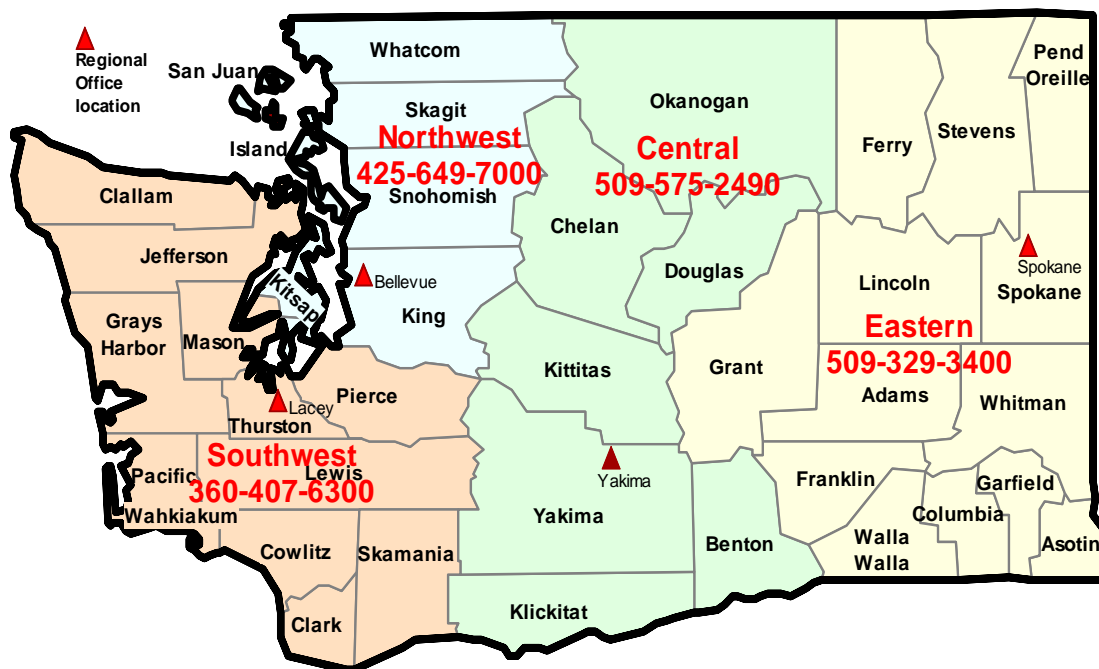 Regional
Office
location
San Juan
Whatcom
Skagit
Island
Northwest
425-649-7000
Snohomish
Okanogan
Central
509-575-2490
Ferry
Stevens
Pend
Oreille
Clallam
Jefferson
Chelan
Douglas
Bellevue
Kitsap
King
Lincoln
Spokane
Spokane
Grays
Harbor
Mason
Eastern
509-329-3400
Kittitas
Grant
Adams
Whitman
Pierce
Lacey
Thurston
Southwest
360-407-6300
Lewis
Pacific
Wahkiakum
Yakima
Yakima
Franklin
Garfield
Columbia
Walla
Walla
Asotin
Benton
Cowlitz
Skamania
Clark
Klickitat